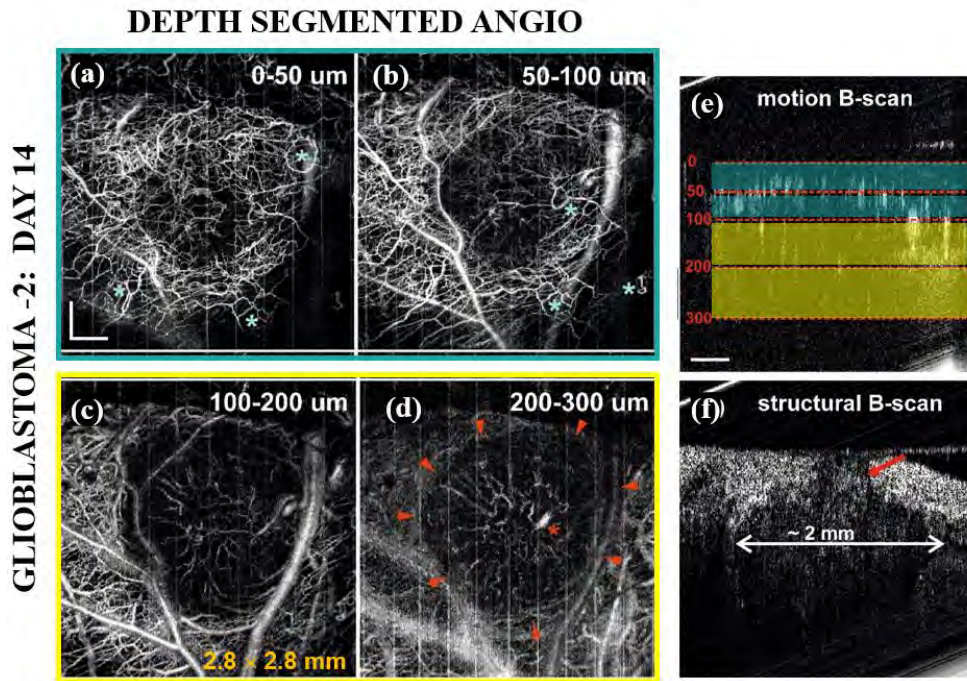 DEPTH SEGMENTED ANGIO
GLIOBLASTOMA -2: DAY 14
(a) 0-50 um
(b) 50-100 um
(c) 100-200 um
2.8 × 2.8 mm
(d) 200-300 um
(e) motion B-scan
0
50
100
200
300
(f) structural B-scan
~ 2 mm